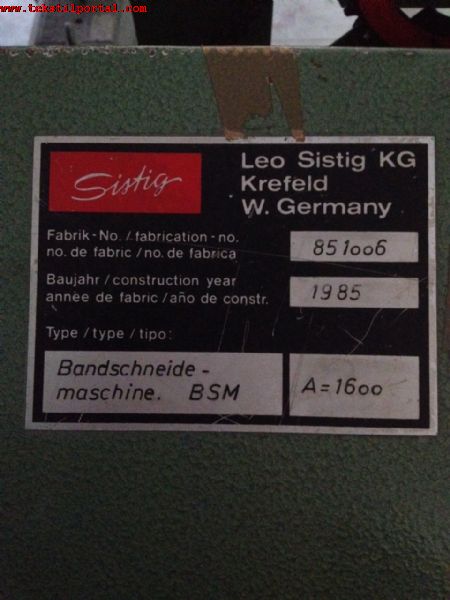 www.tekstilportal.com
Sistig
Leo Sistig KG
Krefeld
W. Germany
Fabrik-No./fabrication-no.
no. de fabric/no. de fabrica
851006
Baujahr/construction year
année de fabric/año de constr.
1985
Type/type/tipo:
Bandschneide-
maschine. BSM
A=1600